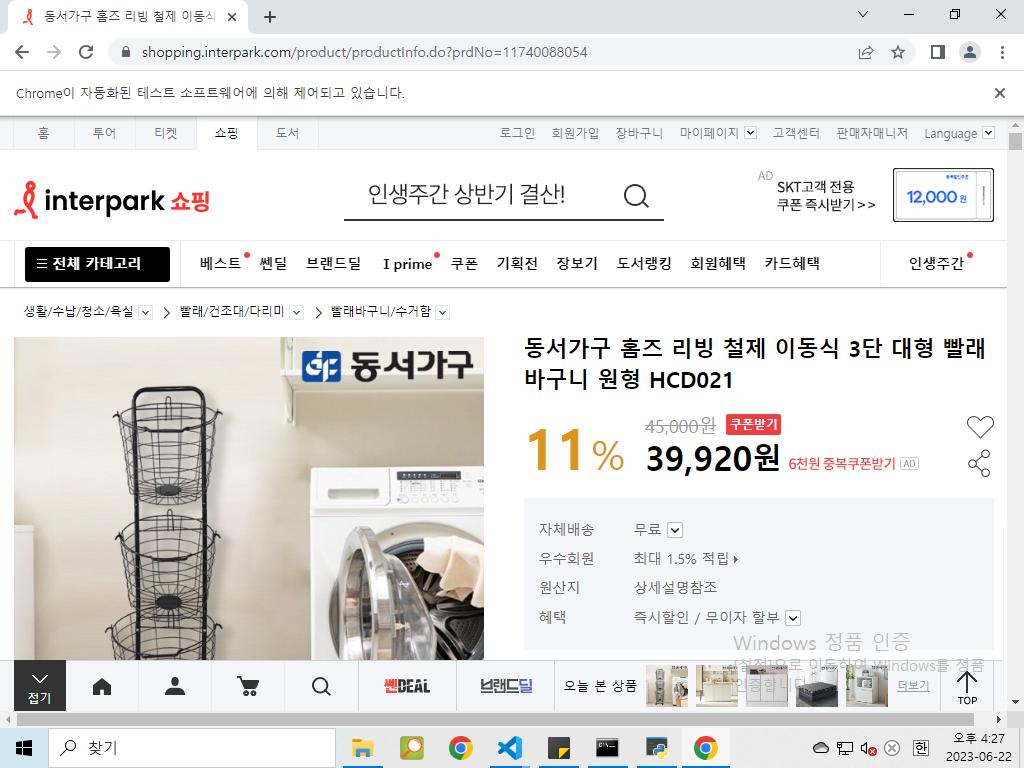 동서가구 홈즈 리빙 철제 이동식
shopping.interpark.com/product/productInfo.do?prdNo=11740088054
Chrome이 자동화된 테스트 소프트웨어에 의해 제어되고 있습니다.
홈 투어 티켓 쇼핑 도서 로그인 회원가입 장바구니 마이페이지 고객센터 판매자매니저 Language
interpark 쇼핑
인생주간 상반기 결산!
AD SKT고객 전용
쿠폰 즉시받기 >>
12,000 원
전체 카테고리 베스트 쎈딜 브랜드딜 I prime 쿠폰 기획전 장보기 도서랭킹 회원혜택 카드혜택 인생주간
생활/수납/청소/욕실 빨래/건조대/다리미 빨래바구니/수거함
동서가구
동서가구 홈즈 리빙 철제 이동식 3단 대형 빨래
바구니 원형 HCD021
11%
45,000원 쿠폰받기
39,920원 6천원 중복쿠폰받기 AD
자체배송 무료
우수회원 최대 1.5% 적립
원산지 상세설명참조
혜택 즉시할인 / 무이자 할부
Windows 정품 인증
[설정]으로 이동하여 Windows를 정품
인증합니다.
접기
쎈DEAL
브랜드딜
오늘 본 상품
더보기
TOP
찾기
한
오후 4:27
2023-06-22